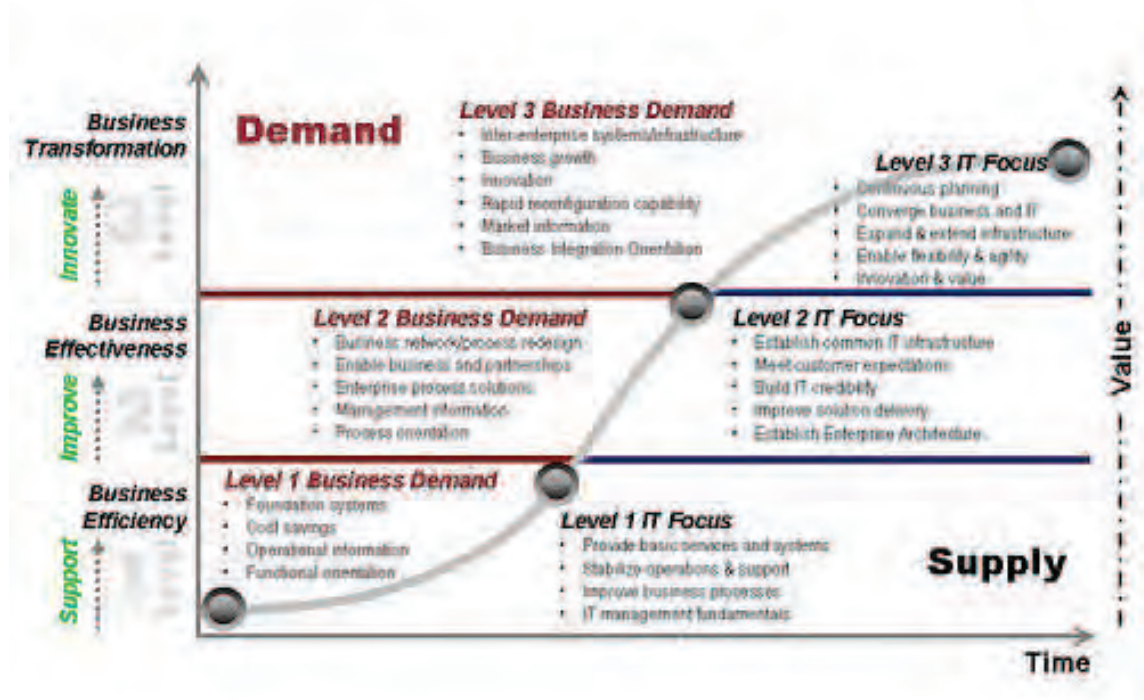 Business
Transformation
Innovate
Level 3
Demand
Level 3 Business Demand
• Inter-enterprise systems/infrastructure
• Business growth
• Innovation
• Rapid reconfiguration capability
• Market information
• Business Integration Orientation
Level 3 IT Focus
• Continuous planning
• Converge business and IT
• Expand & extend infrastructure
• Enable flexibility & agility
• Innovation & value
Business
Effectiveness
Improve
Level 2
Level 2 Business Demand
• Business network/process redesign
• Enable business and partnerships
• Enterprise process solutions
• Management information
• Process orientation
Level 2 IT Focus
• Establish common IT infrastructure
• Meet customer expectations
• Build IT credibility
• Improve solution delivery
• Establish Enterprise Architecture
Business
Efficiency
Support
Level 1
Level 1 Business Demand
• Foundation systems
• Cost savings
• Operational information
• Functional orientation
Level 1 IT Focus
• Provide basic services and systems
• Stabilize operations & support
• Improve business processes
• IT management fundamentals
Supply
Value
Time